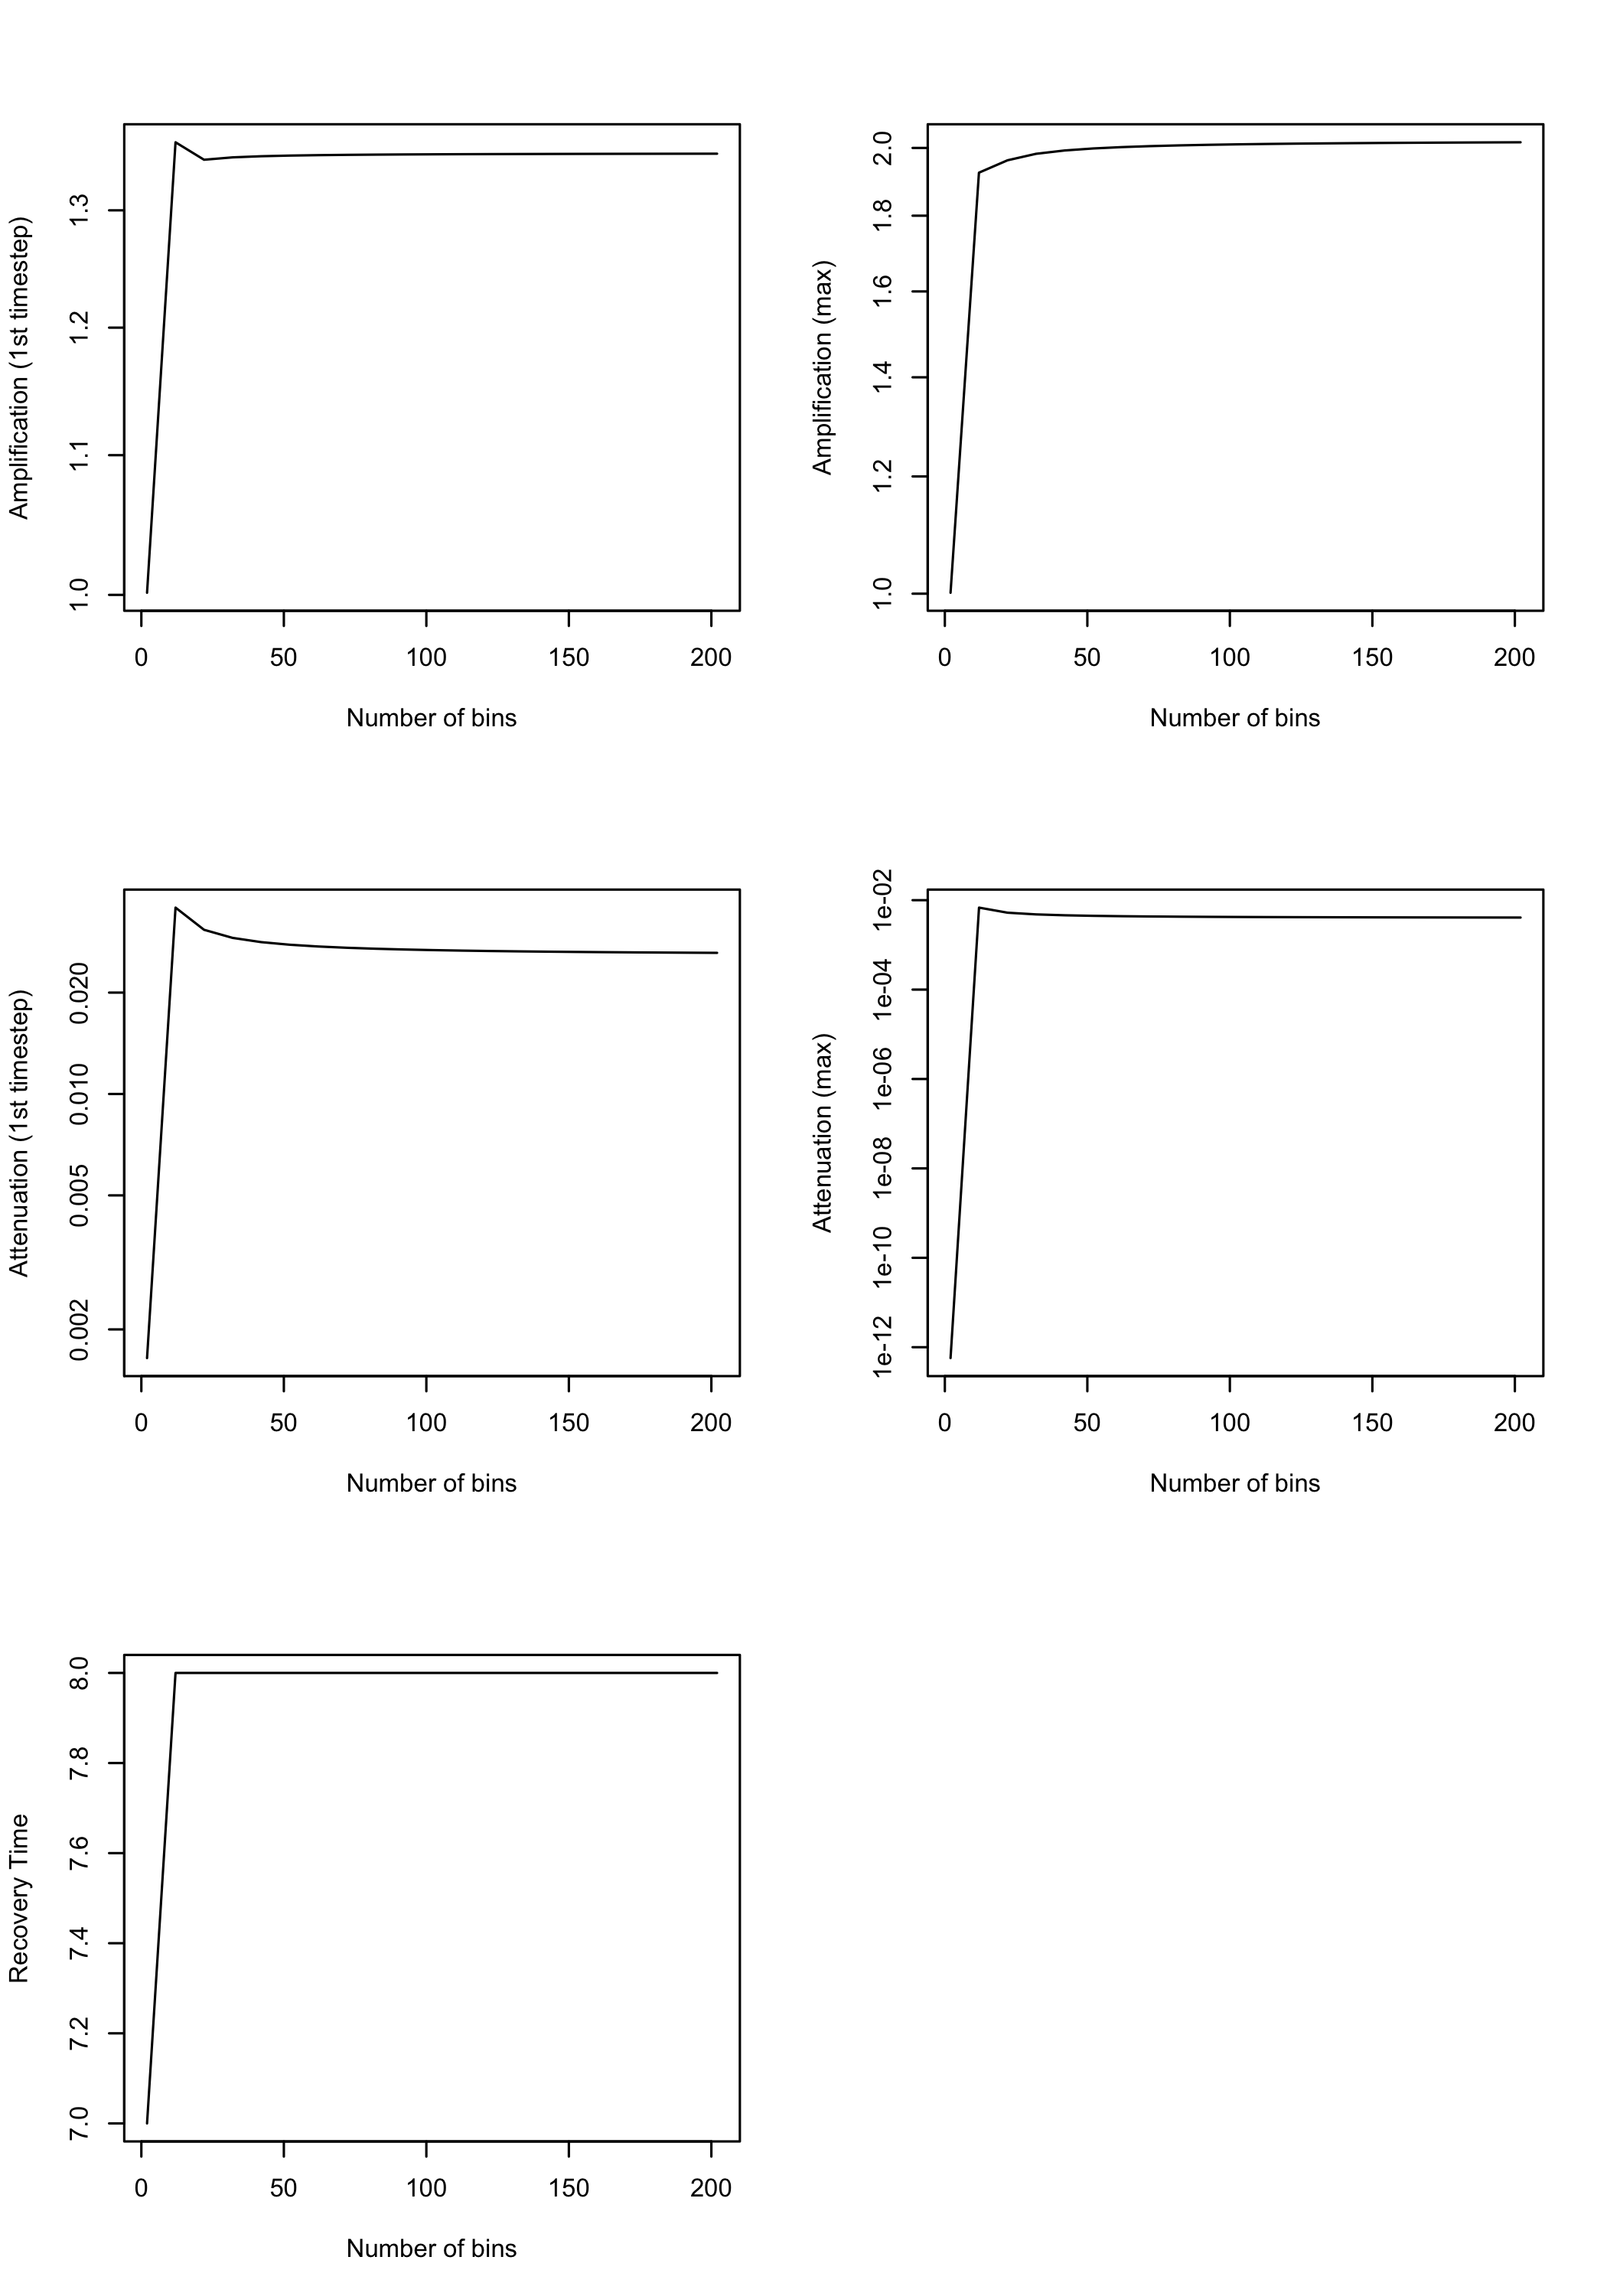 Amplification (1st timestep)
1.0 1.1 1.2 1.3
0 50 100 150 200
Number of bins
Amplification (max)
1.0 1.2 1.4 1.6 1.8 2.0
0 50 100 150 200
Number of bins
Attenuation (1st timestep)
0.002 0.005 0.010 0.020
0 50 100 150 200
Number of bins
Attenuation (max)
1e-12 1e-10 1e-08 1e-06 1e-04 1e-02
0 50 100 150 200
Number of bins
Recovery Time
7.0 7.2 7.4 7.6 7.8 8.0
0 50 100 150 200
Number of bins